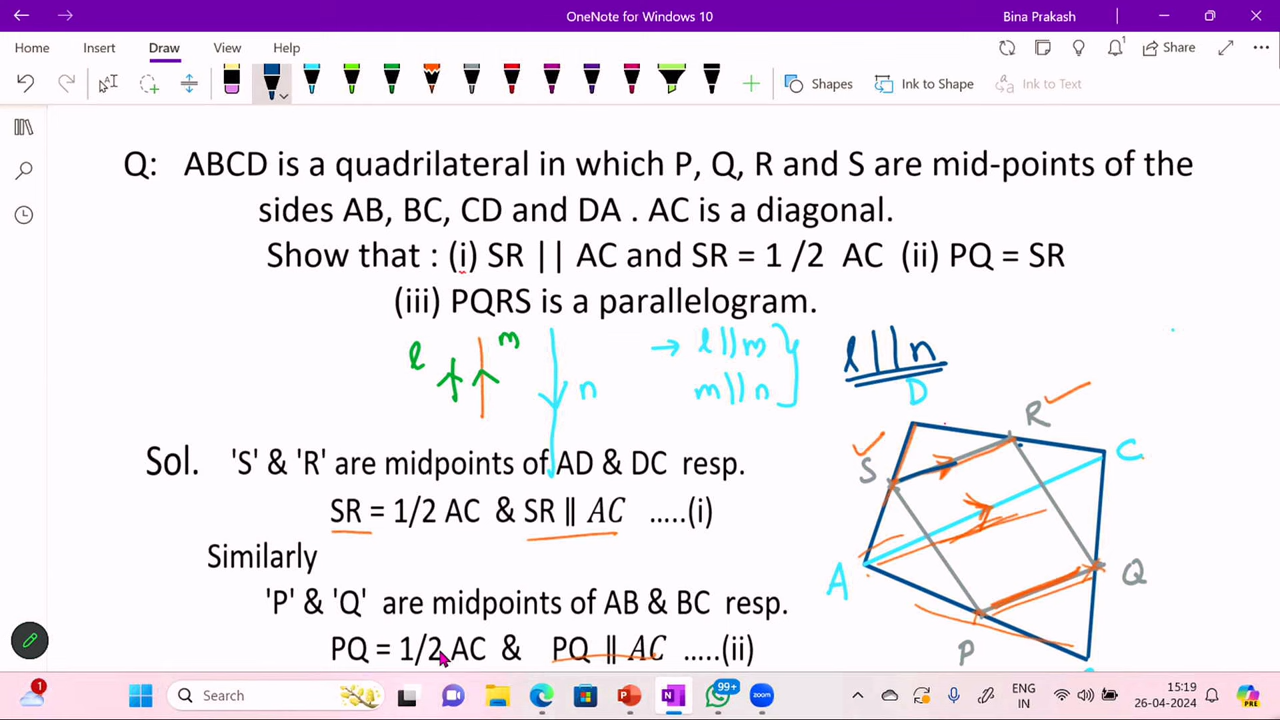 OneNote for Windows 10
Bina Prakash
Home Insert Draw View Help
Share
Shapes Ink to Shape Ink to Text
Q: ABCD is a quadrilateral in which P, Q, R and S are mid-points of the
sides AB, BC, CD and DA . AC is a diagonal.
Show that : (i) SR || AC and SR = 1 /2 AC (ii) PQ = SR
(iii) PQRS is a parallelogram.
l m n
→ l || m
m || n
l || n
Sol. 'S' & 'R' are midpoints of AD & DC resp.
SR = 1/2 AC & SR ∥ AC .....(i)
Similarly
'P' & 'Q' are midpoints of AB & BC resp.
PQ = 1/2 AC & PQ ∥ AC .....(ii)
D
R
C
S
A
Q
P
1
Search
99+
zoom
ENG
IN
15:19
26-04-2024
PRE